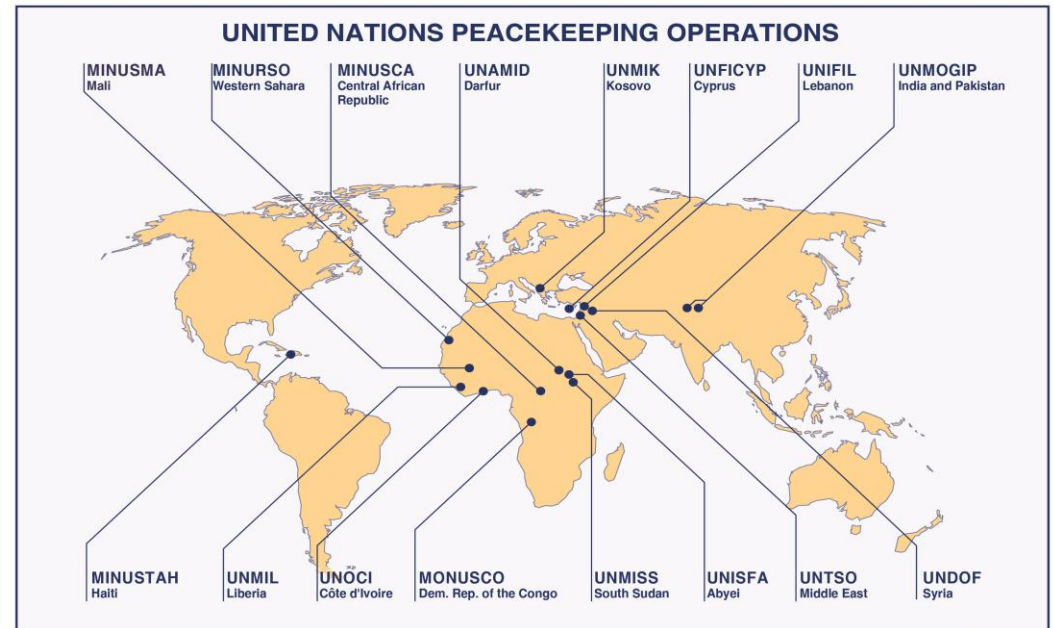 UNITED NATIONS PEACEKEEPING OPERATIONS
MINUSMA
Mali
MINURSO
Western Sahara
MINUSCA
Central African
Republic
UNAMID
Darfur
UNMIK
Kosovo
UNFICYP
Cyprus
UNIFIL
Lebanon
UNMOGIP
India and Pakistan
MINUSTAH
Haiti
UNMIL
Liberia
UNOCI
Côte d'Ivoire
MONUSCO
Dem. Rep. of the Congo
UNMISS
South Sudan
UNISFA
Abyei
UNTSO
Middle East
UNDOF
Syria